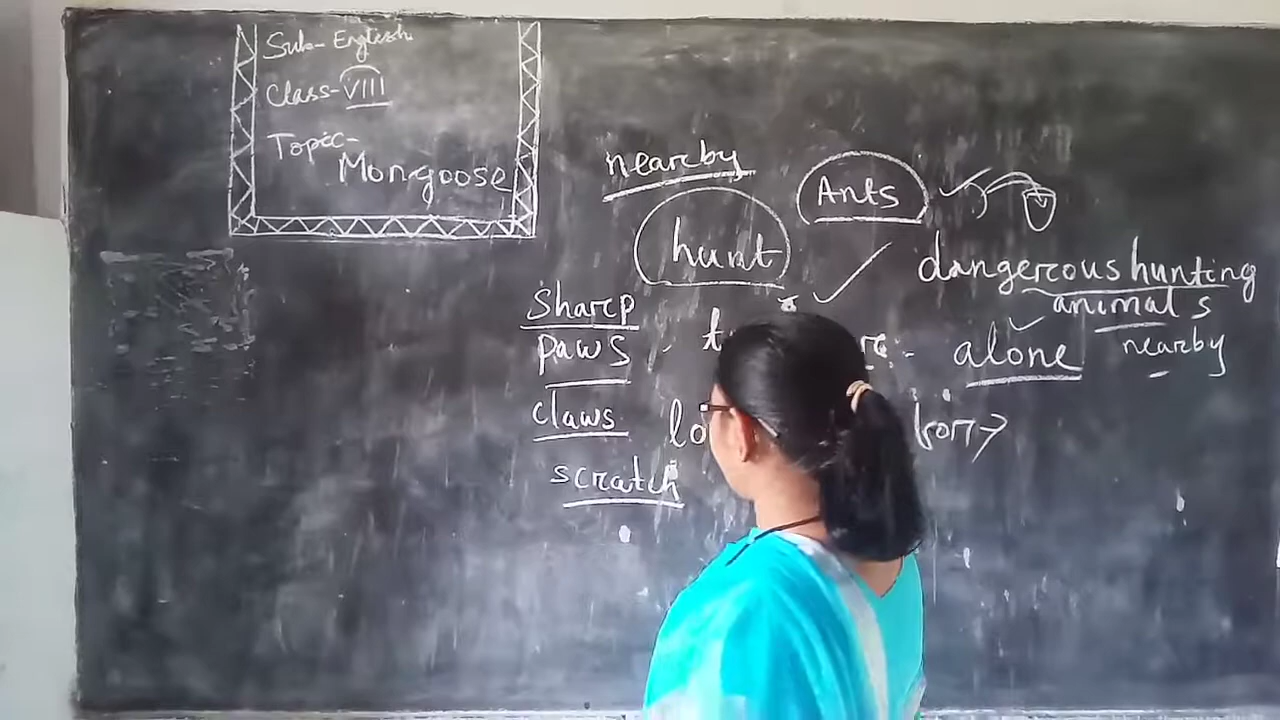 Sub- English
Class- VIII
Topic-
Mongoose
nearby
Ants
hunt
dangerous hunting
animals
nearby
sharp
paws
alone
claws
scratch